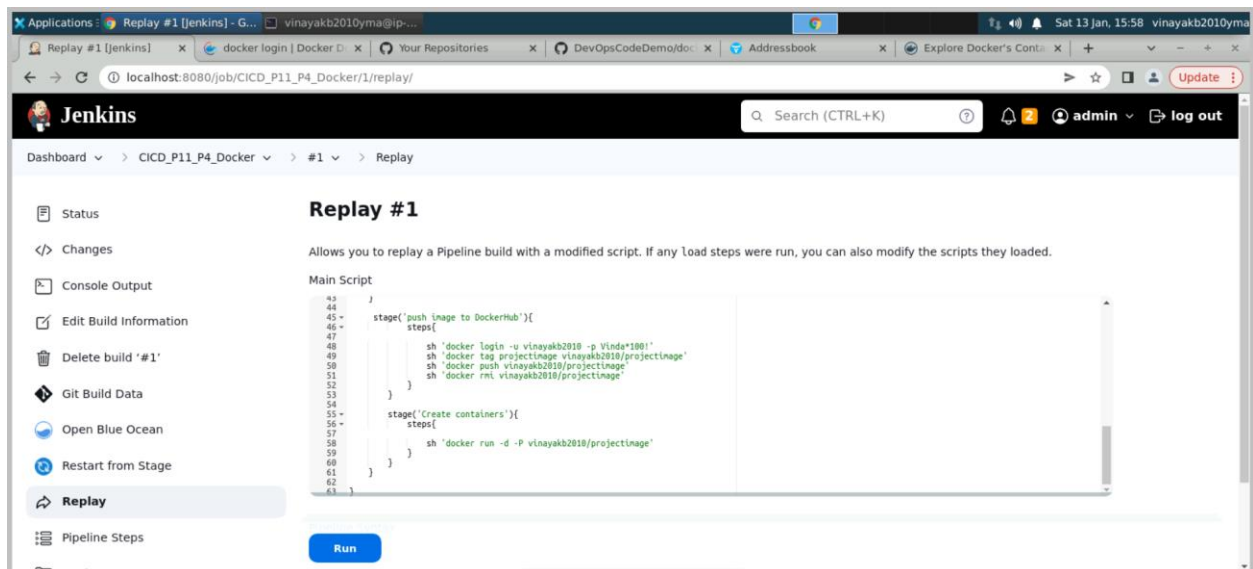 Applications Replay #1 [Jenkins] - G... vinayakb2010yma@ip-... Sat 13 Jan, 15:58 vinayakb2010yma
Replay #1 [Jenkins] x docker login | Docker D x Your Repositories x DevOpsCodeDemo/doc x Addressbook x Explore Docker's Conta x +
localhost:8080/job/CICD_P11_P4_Docker/1/replay/ Update
Jenkins Search (CTRL+K) 2 admin log out
Dashboard > CICD_P11_P4_Docker > #1 > Replay
Status
Changes
Console Output
Edit Build Information
Delete build '#1'
Git Build Data
Open Blue Ocean
Restart from Stage
Replay
Pipeline Steps
Replay #1
Allows you to replay a Pipeline build with a modified script. If any load steps were run, you can also modify the scripts they loaded.
Main Script
43 }
44
45 stage('push image to DockerHub'){
46 steps{
47
48 sh 'docker login -u vinayakb2010 -p Vinda*100!'
49 sh 'docker tag projectimage vinayakb2010/projectimage'
50 sh 'docker push vinayakb2010/projectimage'
51 sh 'docker rmi vinayakb2010/projectimage'
52 }
53 }
54
55 stage('Create containers'){
56 steps{
57
58 sh 'docker run -d -P vinayakb2010/projectimage'
59 }
60 }
61 }
62
63 }
Run